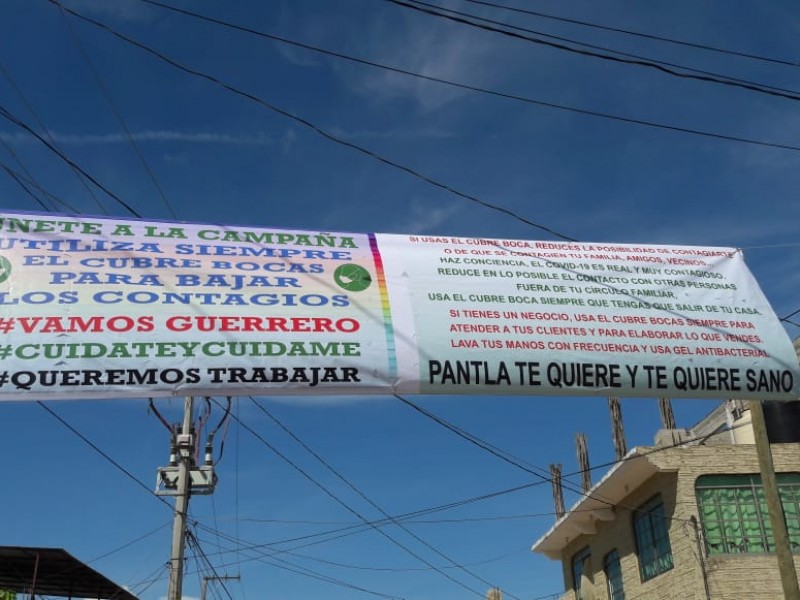 ÚNETE A LA CAMPAÑA
UTILIZA SIEMPRE
EL CUBRE BOCAS
PARA BAJAR
LOS CONTAGIOS
#VAMOS GUERRERO
#CUIDATEYCUIDAME
#QUEREMOS TRABAJAR
SI USAS EL CUBRE BOCA, REDUCES LA POSIBILIDAD DE CONTAGIARTE
O DE QUE SE CONTAGIEN TU FAMILIA, AMIGOS, VECINOS...
HAZ CONCIENCIA, EL COVID-19 ES REAL Y MUY CONTAGIOSO,
REDUCE EN LO POSIBLE EL CONTACTO CON OTRAS PERSONAS
FUERA DE TU CÍRCULO FAMILIAR,
USA EL CUBRE BOCA SIEMPRE QUE TENGAS QUE SALIR DE TU CASA.
SI TIENES UN NEGOCIO, USA EL CUBRE BOCAS SIEMPRE PARA
ATENDER A TUS CLIENTES Y PARA ELABORAR LO QUE VENDES.
LAVA TUS MANOS CON FRECUENCIA Y USA GEL ANTIBACTERIAL
PANTLA TE QUIERE Y TE QUIERE SANO